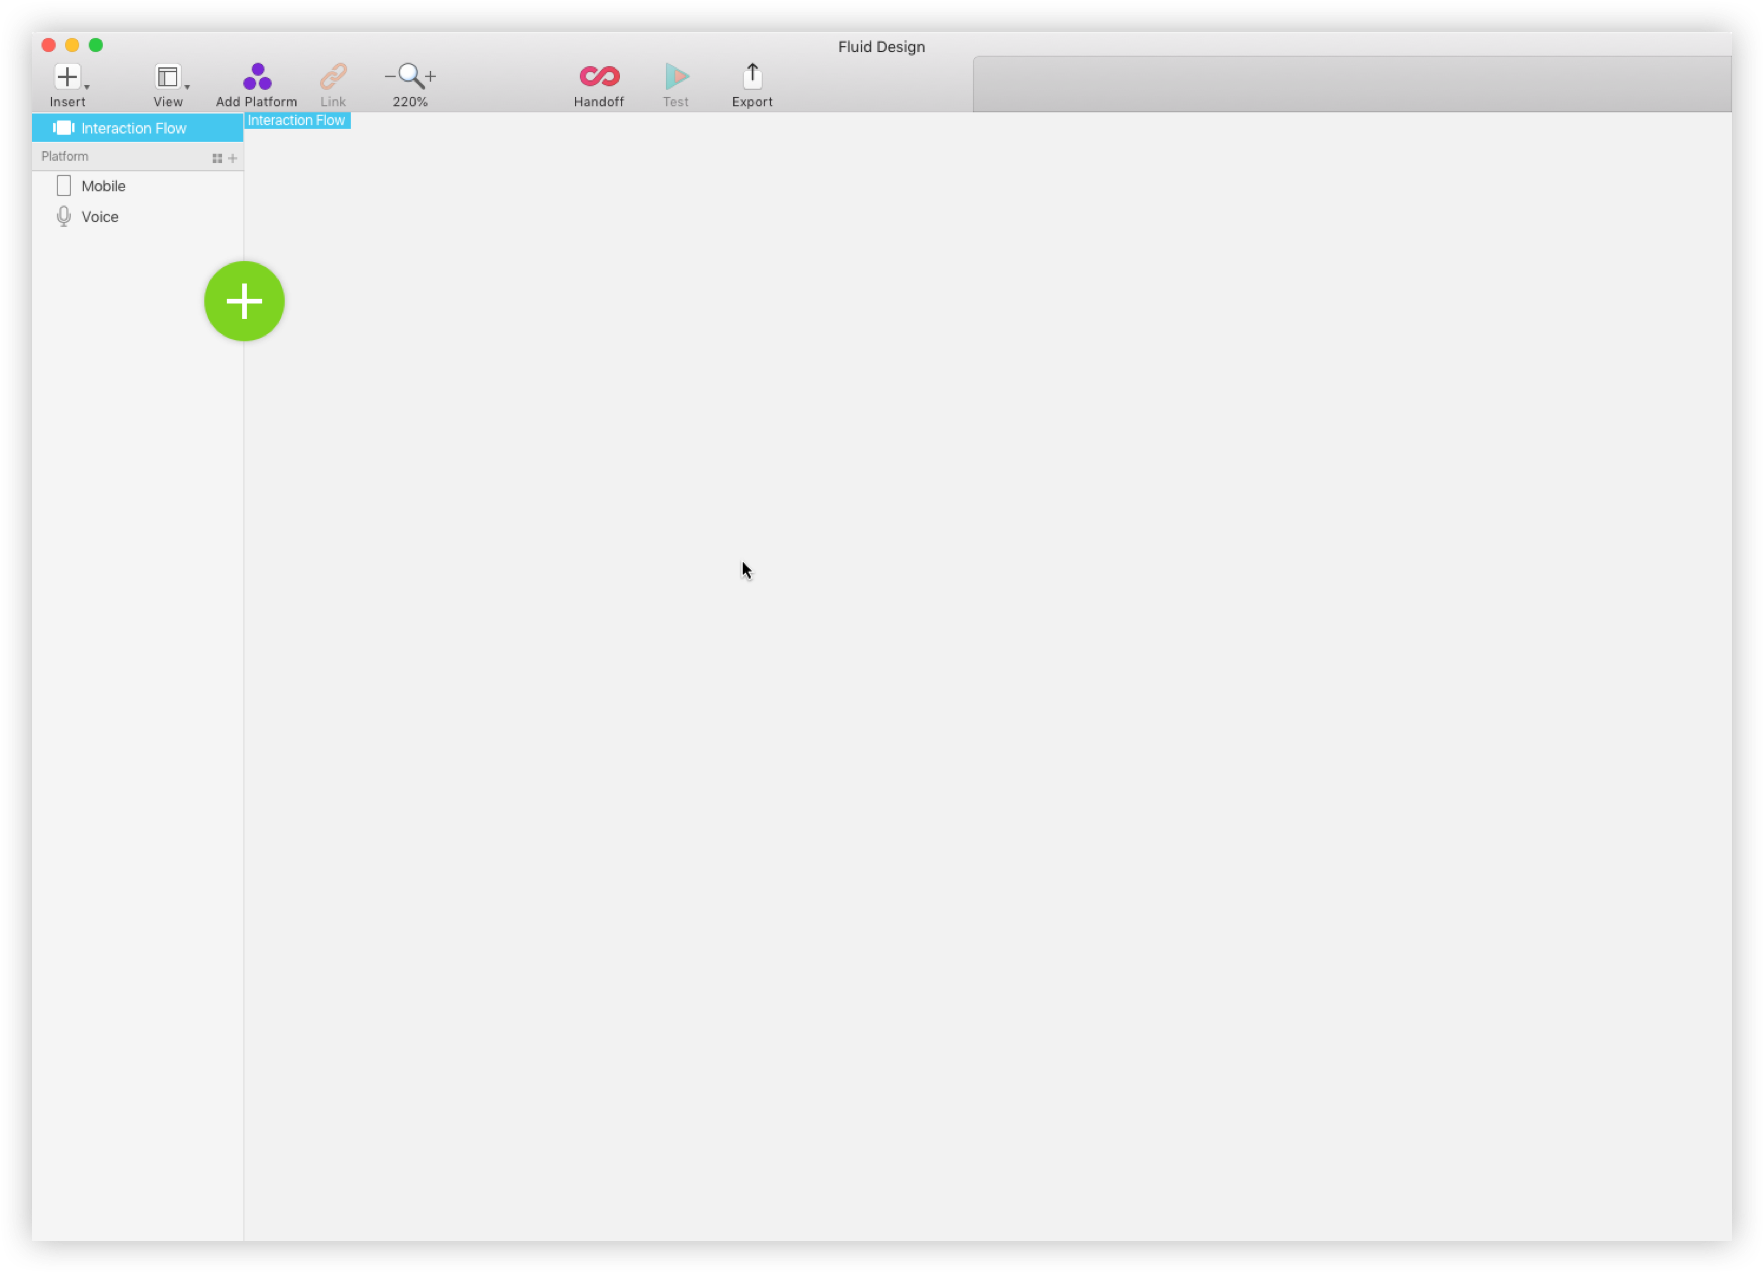 Fluid Design
Insert
View
Add Platform
Link
220%
Handoff
Test
Export
Interaction Flow
Interaction Flow
Platform
Mobile
Voice